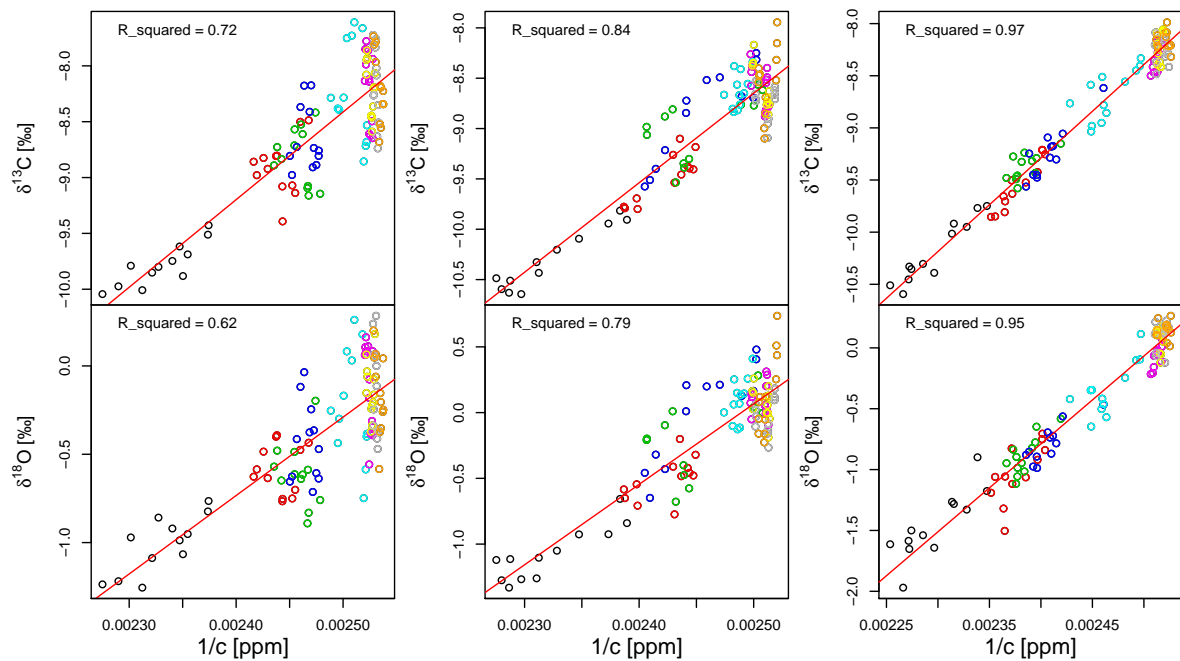 R_squared = 0.72
δ¹³C [‰]
−8.0
−8.5
−9.0
−9.5
−10.0
R_squared = 0.84
δ¹³C [‰]
−8.0
−8.5
−9.0
−9.5
−10.0
−10.5
R_squared = 0.97
δ¹³C [‰]
−8.0
−8.5
−9.0
−9.5
−10.0
−10.5
R_squared = 0.62
δ¹⁸O [‰]
0.0
−0.5
−1.0
0.00230 0.00240 0.00250
1/c [ppm]
R_squared = 0.79
δ¹⁸O [‰]
0.5
0.0
−0.5
−1.0
0.00230 0.00240 0.00250
1/c [ppm]
R_squared = 0.95
δ¹⁸O [‰]
0.0
−0.5
−1.0
−1.5
−2.0
0.00225 0.00235 0.00245
1/c [ppm]